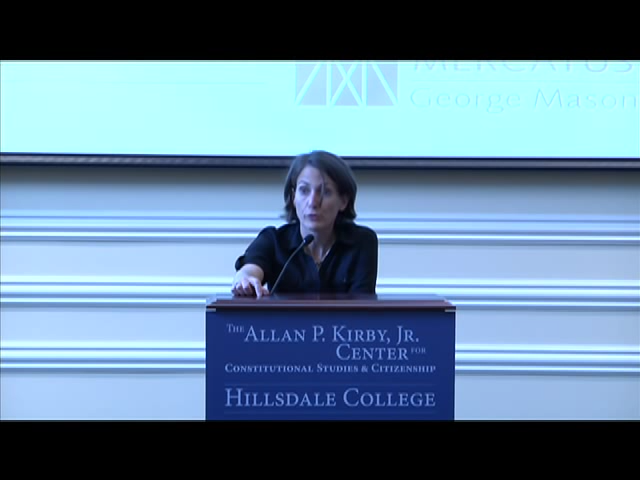 MERCATUS
George Mason
THE ALLAN P. KIRBY, JR.
CENTER FOR
CONSTITUTIONAL STUDIES & CITIZENSHIP
HILLSDALE COLLEGE